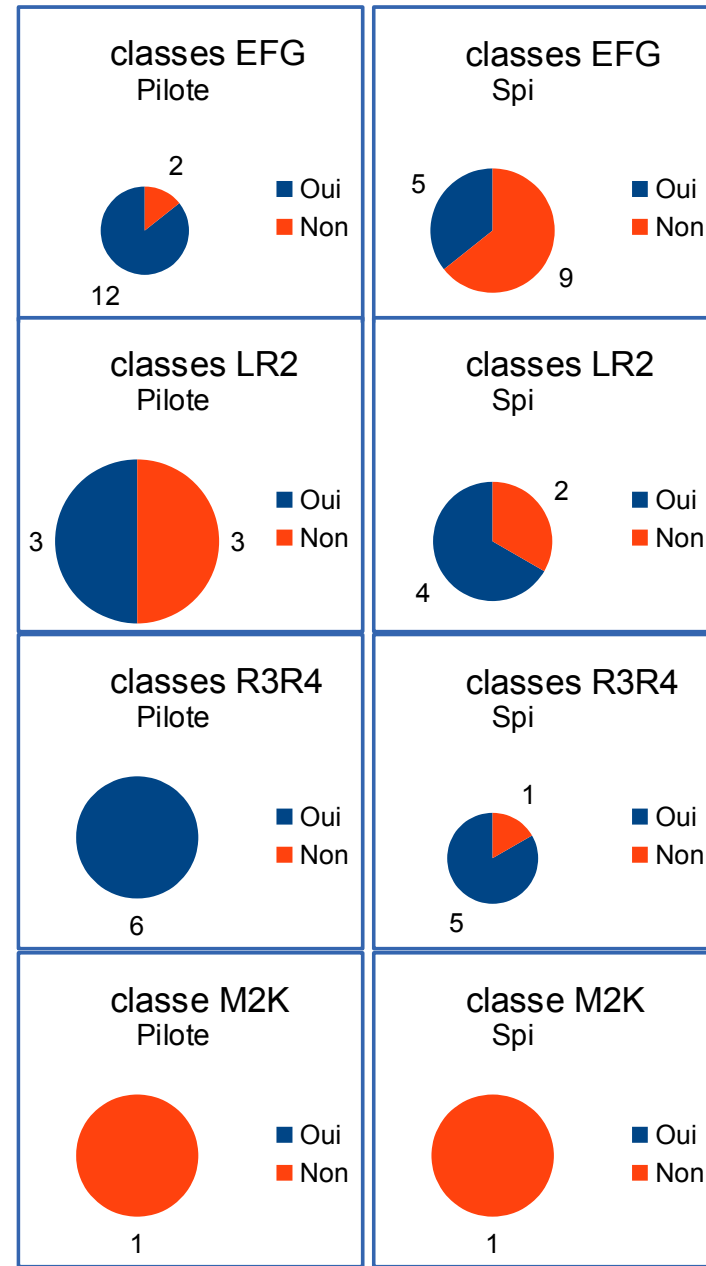 classes EFG
Pilote
2
Oui
Non
12
classes EFG
Spi
5
Oui
Non
9
classes LR2
Pilote
3
3
Oui
Non
classes LR2
Spi
2
Oui
Non
4
classes R3R4
Pilote
Oui
Non
6
classes R3R4
Spi
1
Oui
Non
5
classe M2K
Pilote
Oui
Non
1
classe M2K
Spi
Oui
Non
1